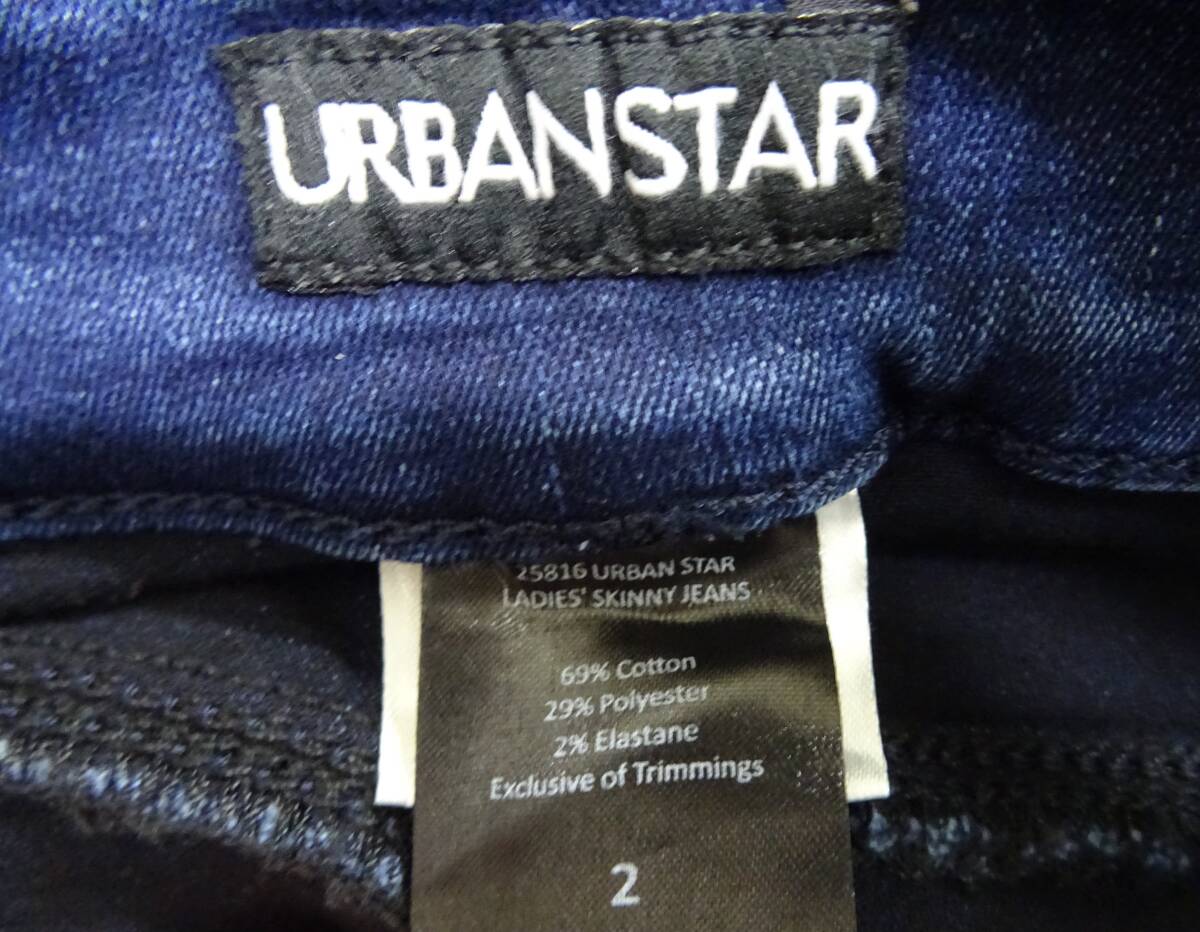 URBANSTAR
25816 URBAN STAR
LADIES' SKINNY JEANS
69% Cotton
29% Polyester
2% Elastane
Exclusive of Trimmings
2